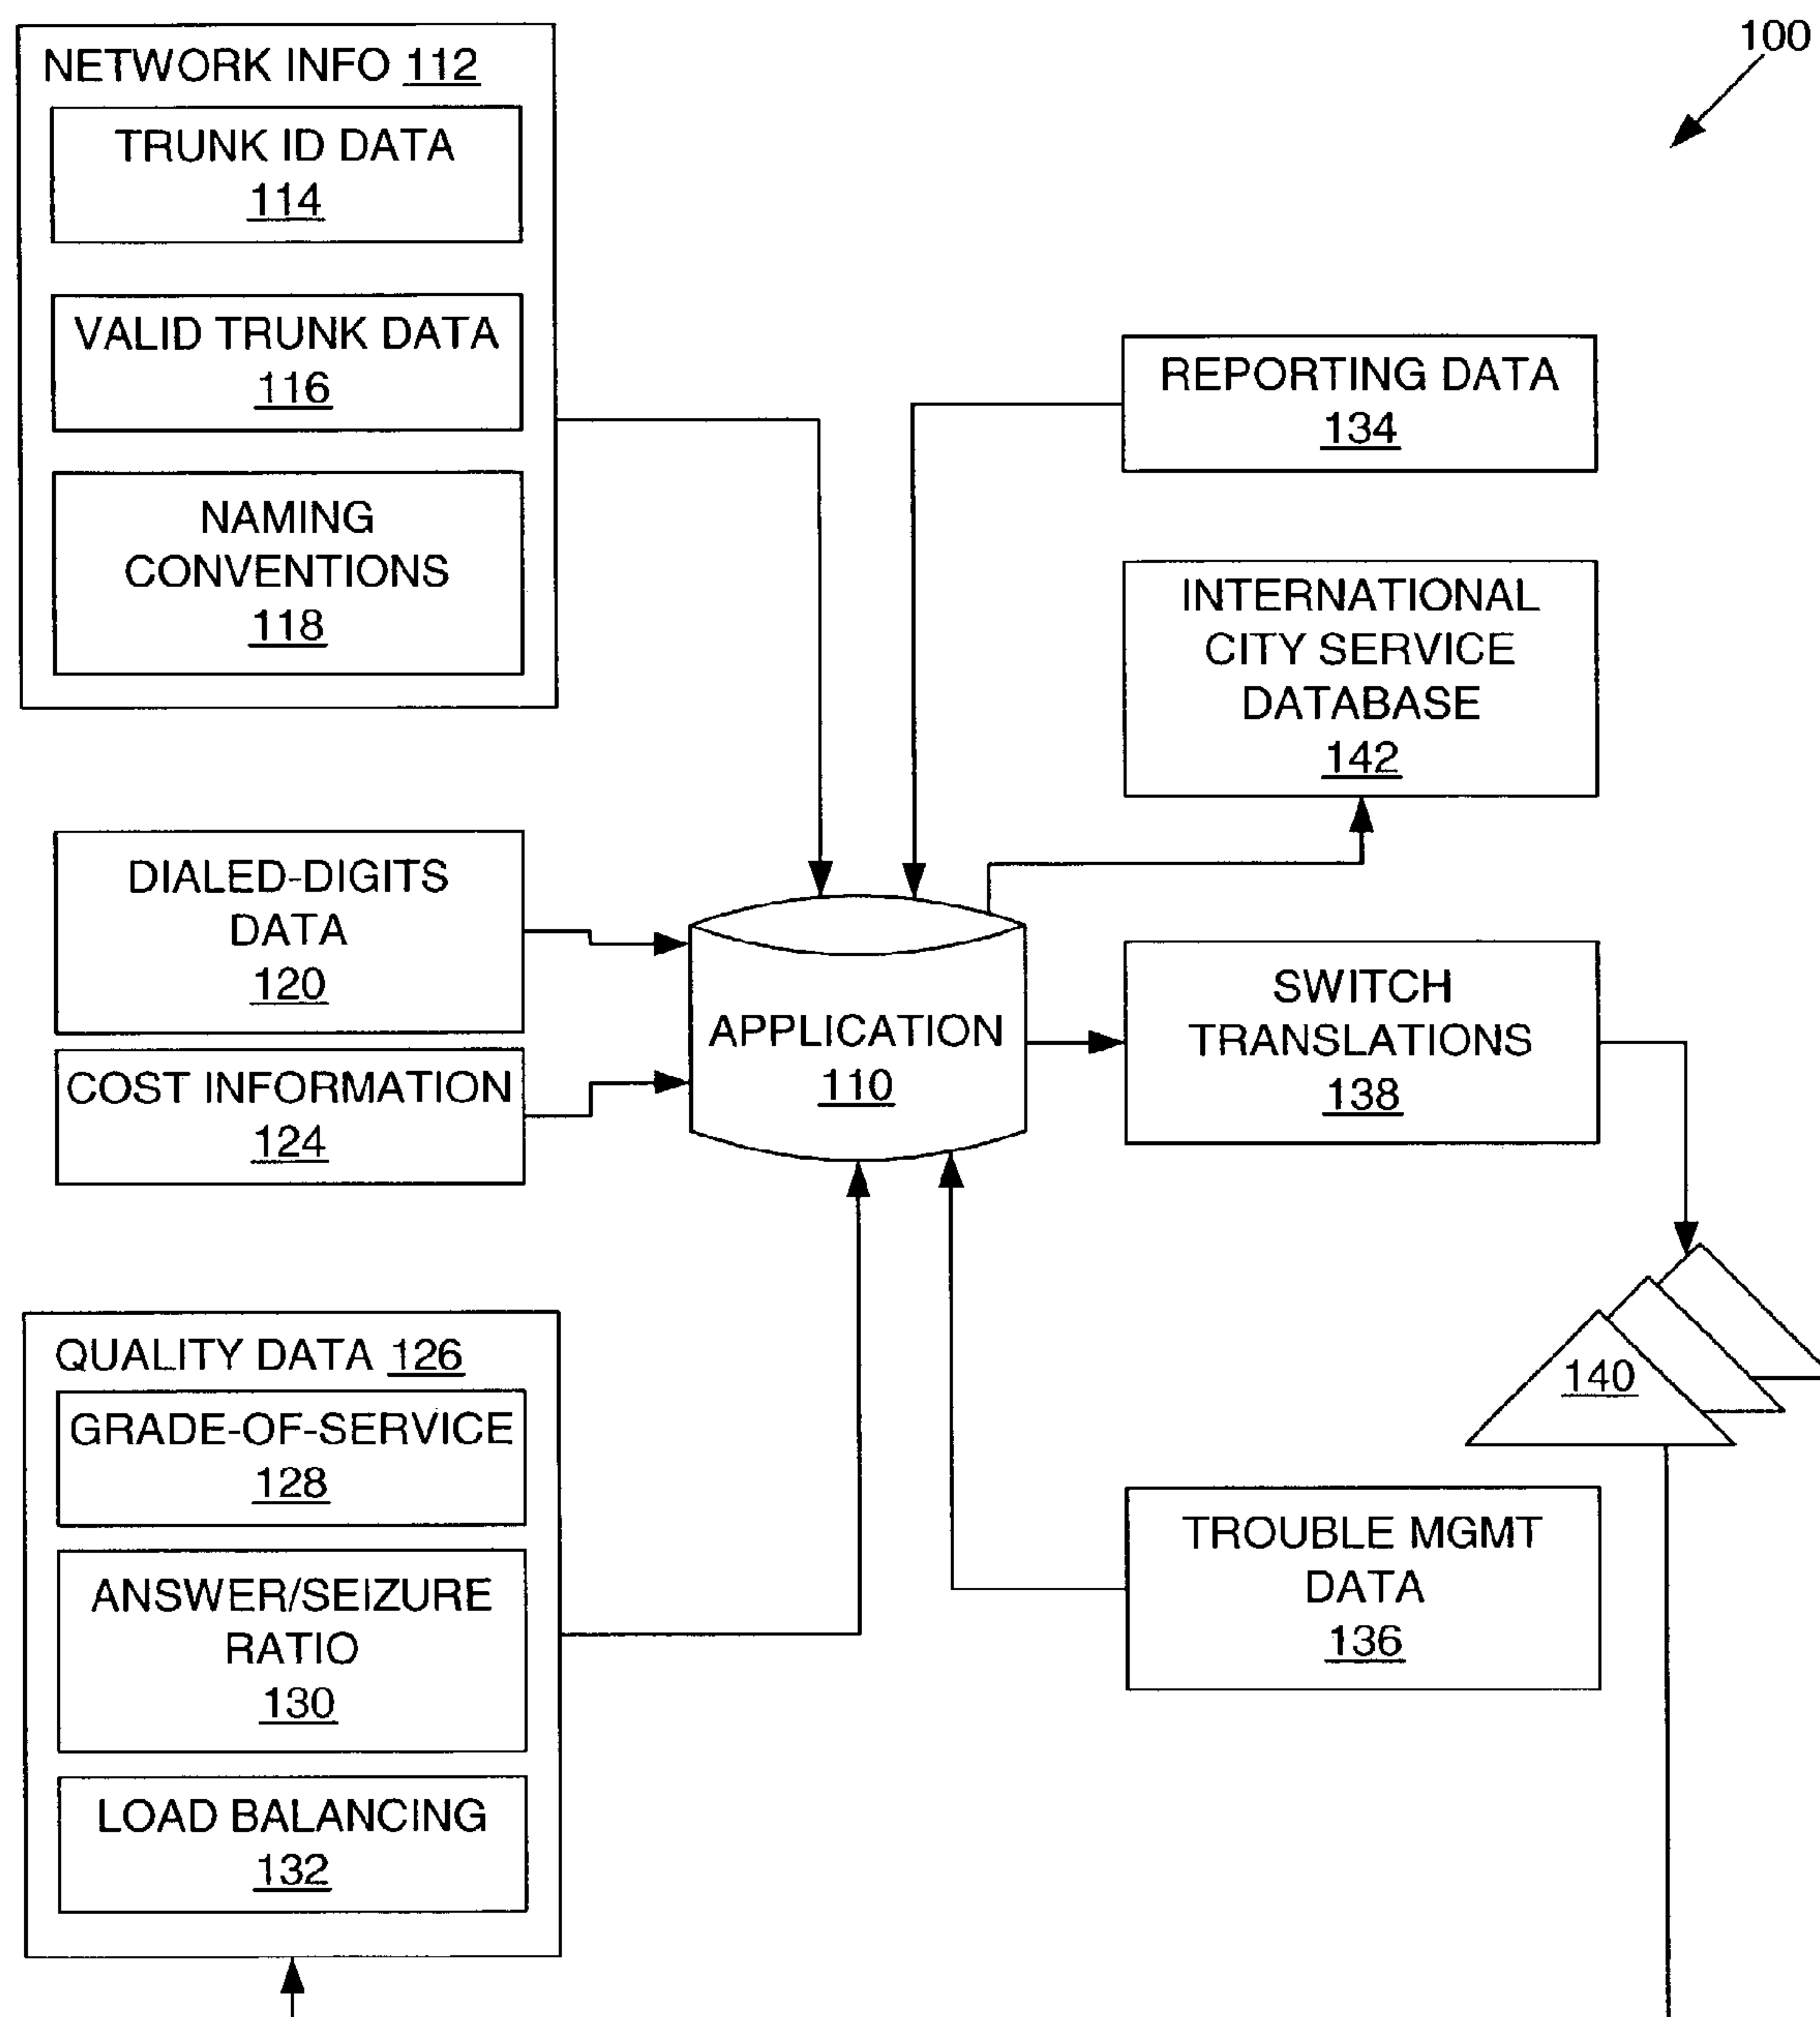 100
NETWORK INFO 112
TRUNK ID DATA
114
VALID TRUNK DATA
116
NAMING
CONVENTIONS
118
REPORTING DATA
134
INTERNATIONAL
CITY SERVICE
DATABASE
142
DIALED-DIGITS
DATA
120
COST INFORMATION
124
APPLICATION
110
SWITCH
TRANSLATIONS
138
140
QUALITY DATA 126
GRADE-OF-SERVICE
128
ANSWER/SEIZURE
RATIO
130
LOAD BALANCING
132
TROUBLE MGMT
DATA
136